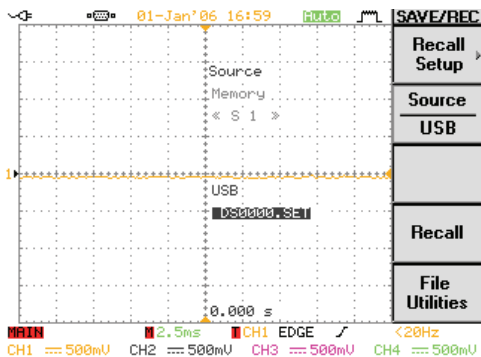 01-Jan'06 16:59 Auto SAVE/REC
Recall
Setup
Source
Memory
« S 1 »
Source
USB
1
USB
DS0000.SET
Recall
File
Utilities
0.000 s
MAIN M 2.5ms T CH1 EDGE <20Hz
CH1 500mV CH2 500mV CH3 500mV CH4 500mV